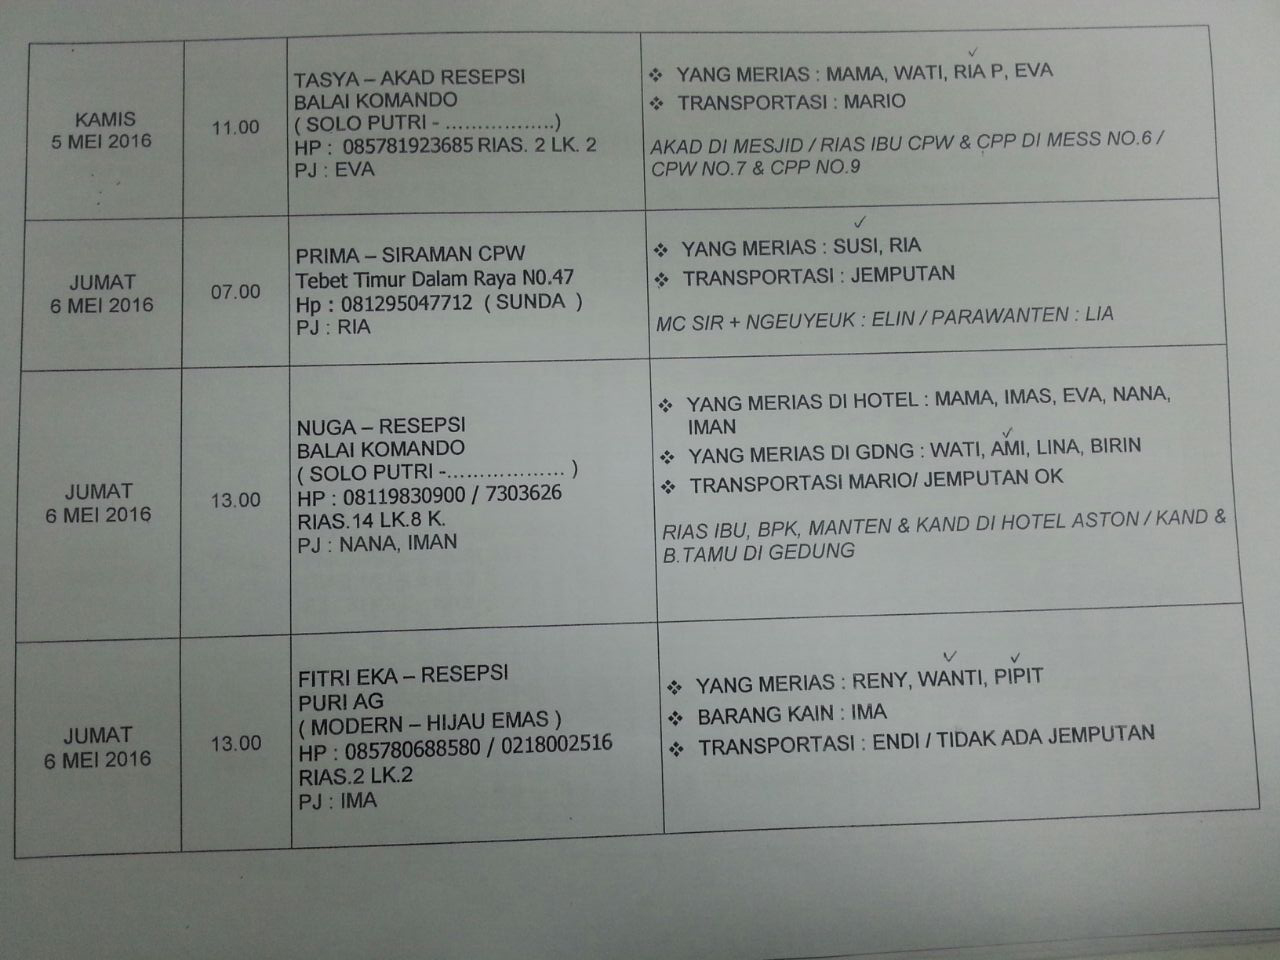 KAMIS
5 MEI 2016
11.00
TASYA – AKAD RESEPSI
BALAI KOMANDO
( SOLO PUTRI - .................)
HP : 085781923685 RIAS. 2 LK. 2
PJ : EVA
❖ YANG MERIAS : MAMA, WATI, RIA P, EVA
❖ TRANSPORTASI : MARIO
AKAD DI MESJID / RIAS IBU CPW & CPP DI MESS NO.6 /
CPW NO.7 & CPP NO.9
JUMAT
6 MEI 2016
07.00
PRIMA – SIRAMAN CPW
Tebet Timur Dalam Raya N0.47
Hp : 081295047712 ( SUNDA )
PJ : RIA
❖ YANG MERIAS : SUSI, RIA
❖ TRANSPORTASI : JEMPUTAN
MC SIR + NGEUYEUK : ELIN / PARAWANTEN : LIA
JUMAT
6 MEI 2016
13.00
NUGA – RESEPSI
BALAI KOMANDO
( SOLO PUTRI -.................. )
HP : 08119830900 / 7303626
RIAS.14 LK.8 K.
PJ : NANA, IMAN
❖ YANG MERIAS DI HOTEL : MAMA, IMAS, EVA, NANA,
IMAN
❖ YANG MERIAS DI GDNG : WATI, AMI, LINA, BIRIN
❖ TRANSPORTASI MARIO/ JEMPUTAN OK
RIAS IBU, BPK, MANTEN & KAND DI HOTEL ASTON / KAND &
B.TAMU DI GEDUNG
JUMAT
6 MEI 2016
13.00
FITRI EKA – RESEPSI
PURI AG
( MODERN – HIJAU EMAS )
HP : 085780688580 / 0218002516
RIAS.2 LK.2
PJ : IMA
❖ YANG MERIAS : RENY, WANTI, PIPIT
❖ BARANG KAIN : IMA
❖ TRANSPORTASI : ENDI / TIDAK ADA JEMPUTAN